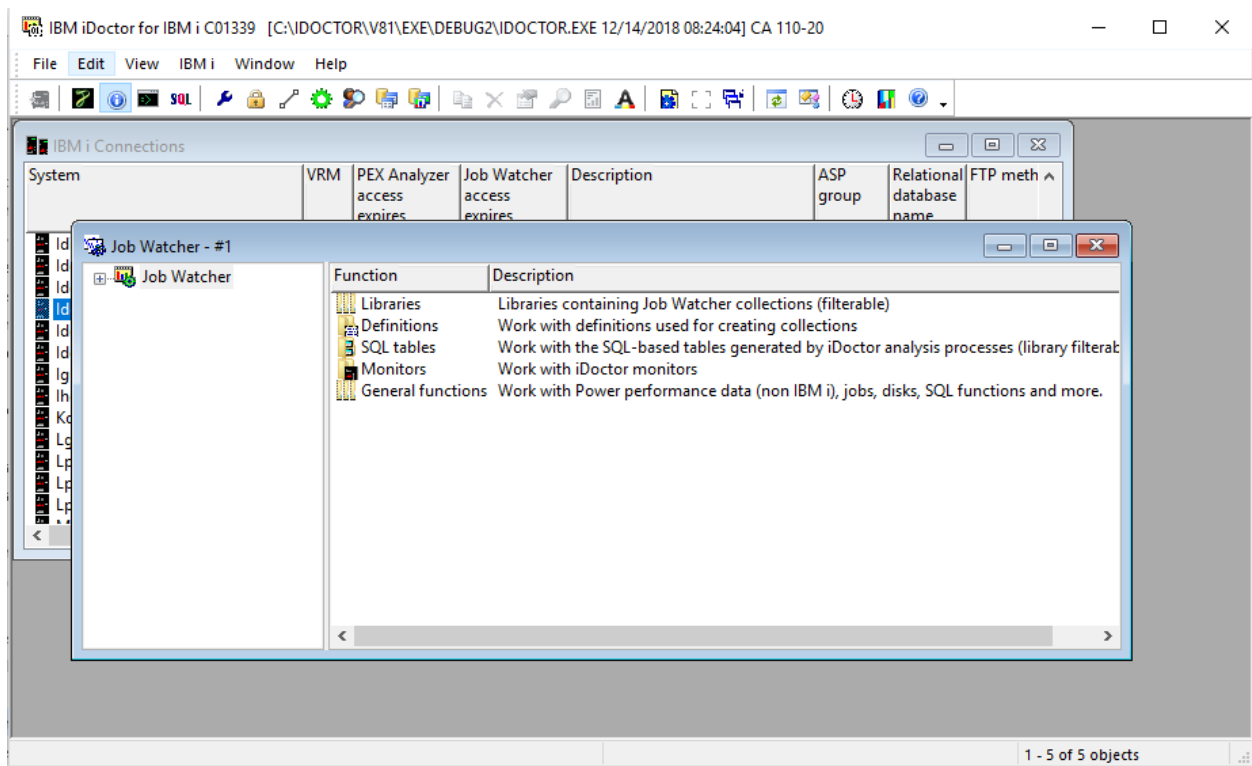 IBM iDoctor for IBM i C01339 [C:\IDOCTOR\V81\EXE\DEBUG2\IDOCTOR.EXE 12/14/2018 08:24:04] CA 110-20
File Edit View IBM i Window Help
SQL
IBM i Connections
System VRM PEX Analyzer access expires Job Watcher access expires Description ASP group Relational database name FTP meth
Job Watcher - #1
Job Watcher
Function Description
Libraries Libraries containing Job Watcher collections (filterable)
Definitions Work with definitions used for creating collections
SQL tables Work with the SQL-based tables generated by iDoctor analysis processes (library filterab
Monitors Work with iDoctor monitors
General functions Work with Power performance data (non IBM i), jobs, disks, SQL functions and more.
1 - 5 of 5 objects